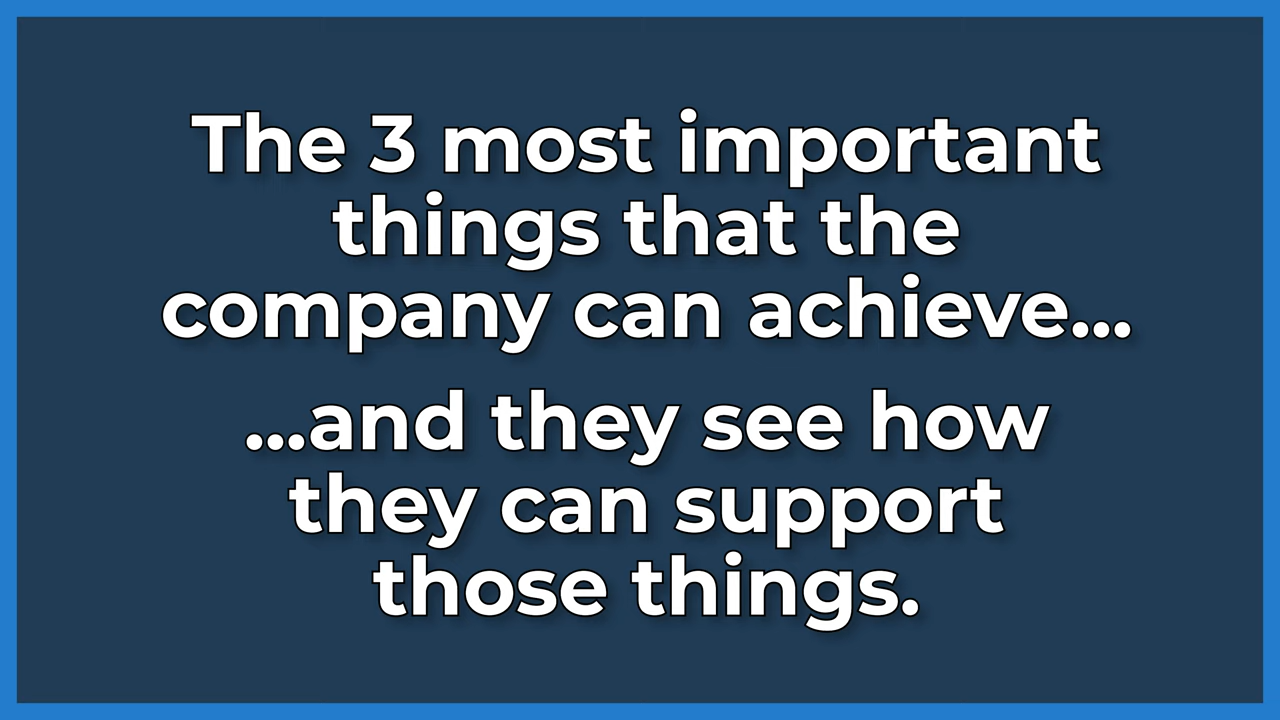 The 3 most important
things that the
company can achieve...
...and they see how
they can support
those things.